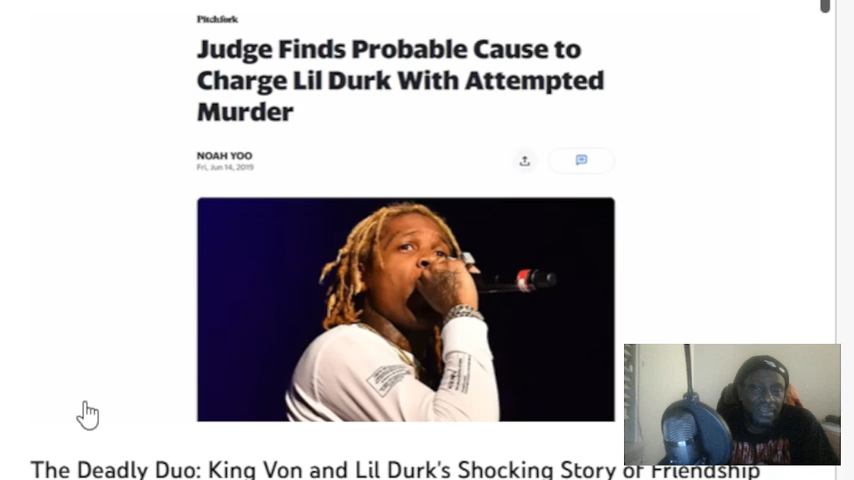 Pitchfork
Judge Finds Probable Cause to
Charge Lil Durk With Attempted
Murder
NOAH YOO
Fri, Jun 14, 2019
The Deadly Duo: King Von and Lil Durk's Shocking Story of Friendship